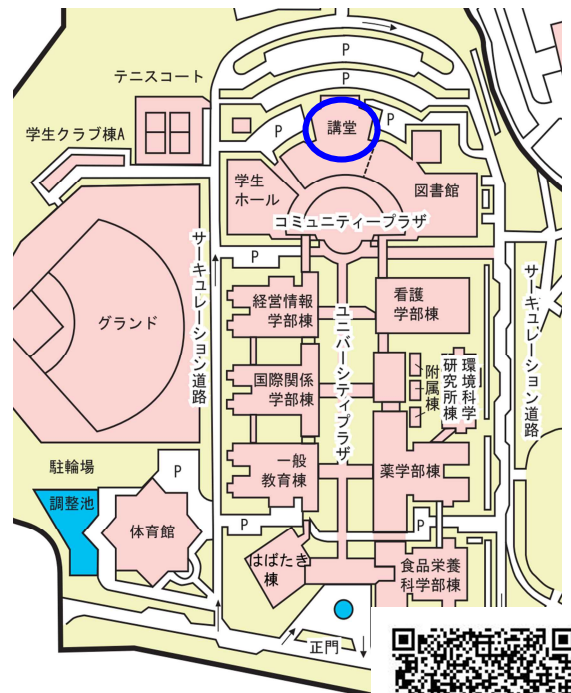 P
P
テニスコート
P
講堂
P
学生クラブ棟A
学生
ホール
図書館
コミュニティープラザ
サーキュレーション道路
P
経営情報
学部棟
看護
学部棟
グランド
ユニバーシティプラザ
サーキュレーション道路
国際関係
学部棟
附属棟
環境科学
研究所棟
駐輪場
P
一般
教育棟
薬学部棟
調整池
体育館
P
P
はばたき
棟
食品栄養
科学部棟
正門